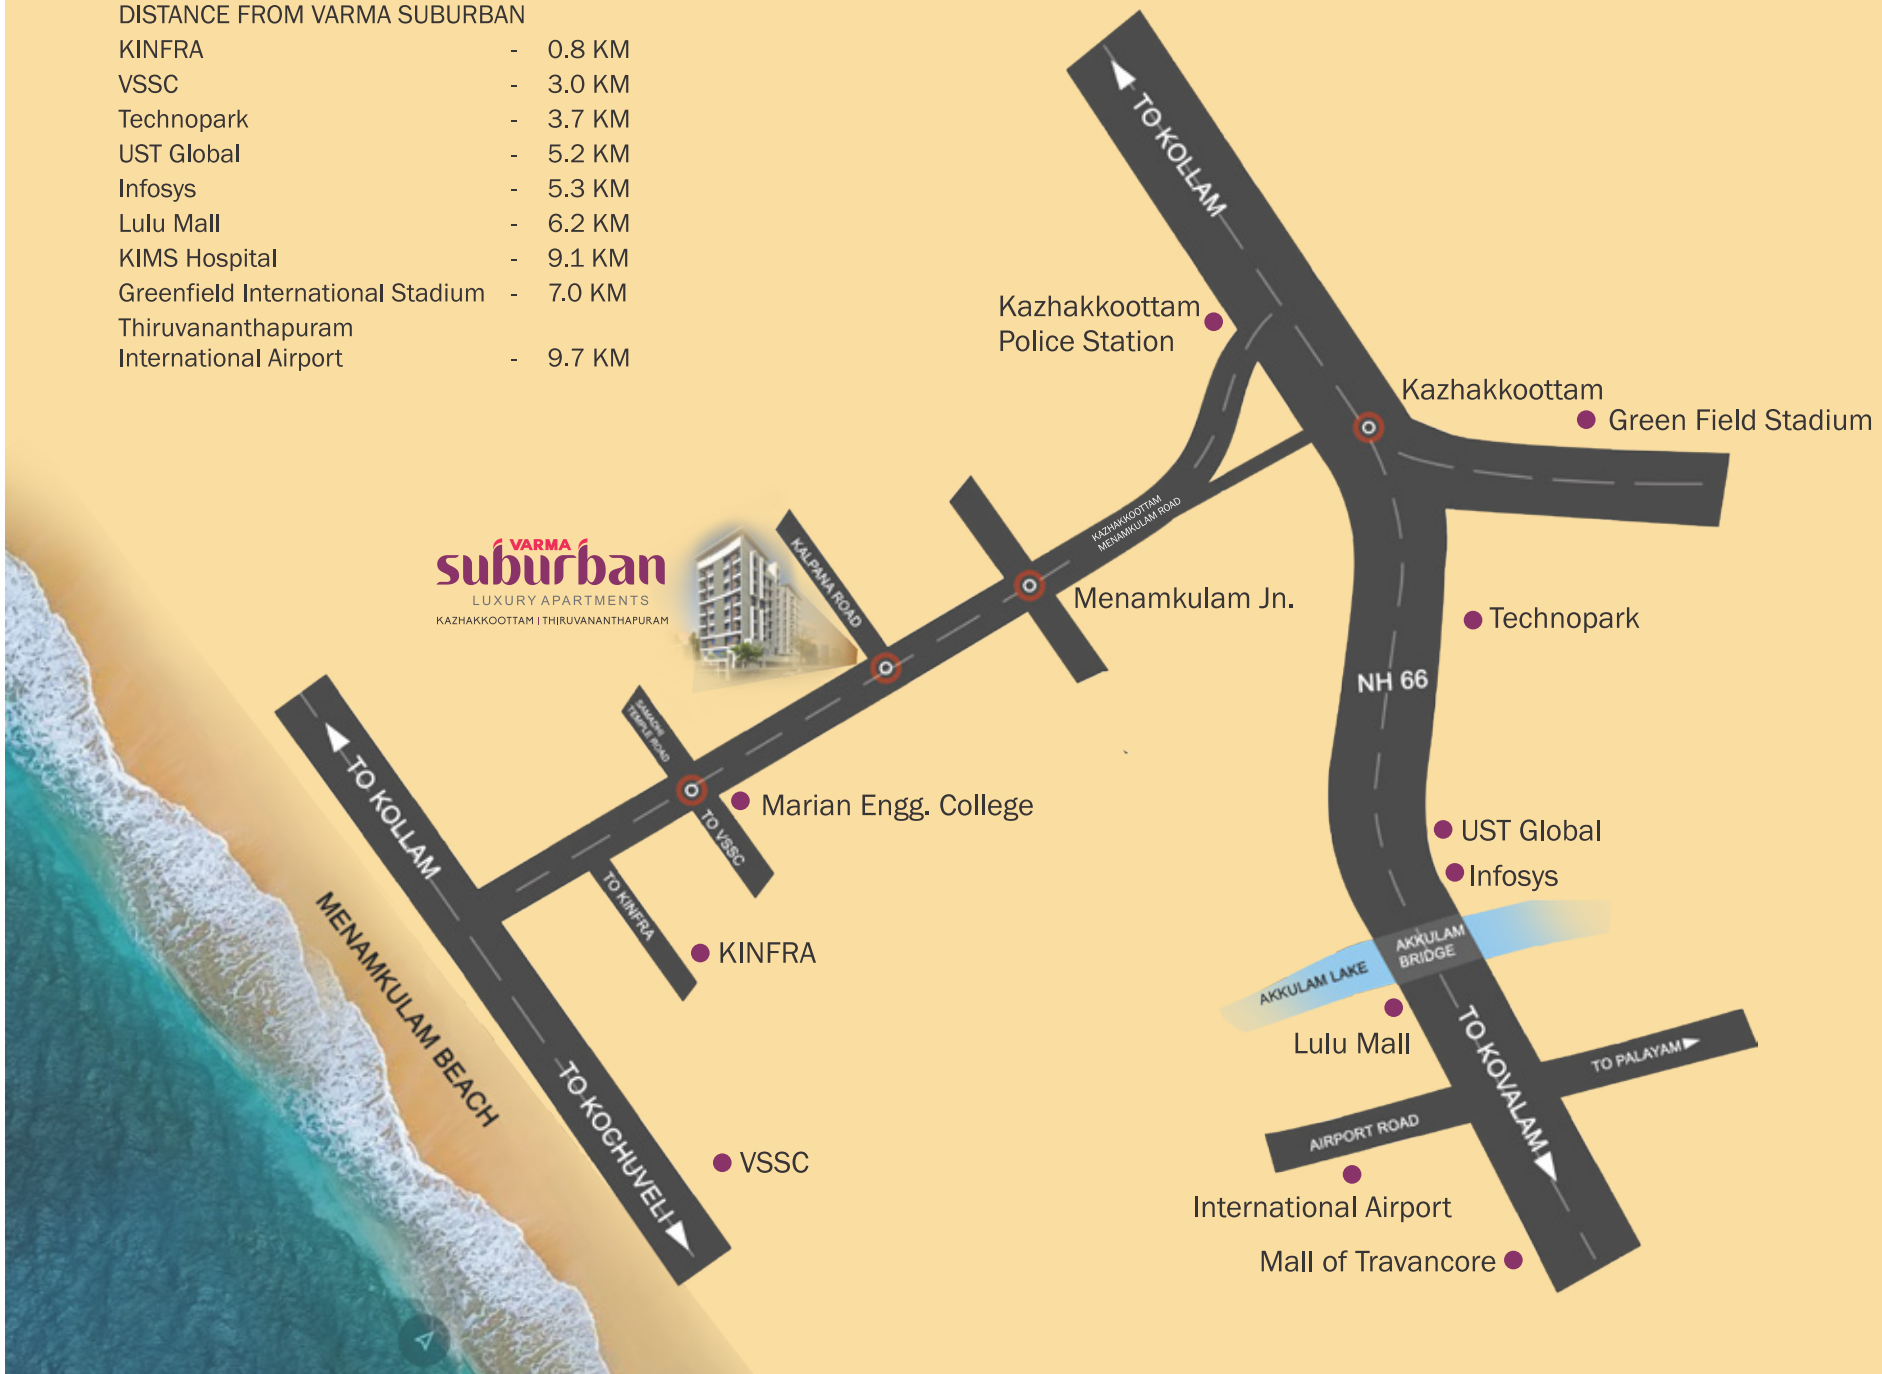 DISTANCE FROM VARMA SUBURBAN
KINFRA - 0.8 KM
VSSC - 3.0 KM
Technopark - 3.7 KM
UST Global - 5.2 KM
Infosys - 5.3 KM
Lulu Mall - 6.2 KM
KIMS Hospital - 9.1 KM
Greenfield International Stadium - 7.0 KM
Thiruvananthapuram
International Airport - 9.7 KM
TO KOLLAM
Kazhakkoottam
Police Station
Kazhakkoottam
Green Field Stadium
KAZHAKKOOTTAM
MENAMKULAM ROAD
VARMA
suburban
LUXURY APARTMENTS
KAZHAKKOOTTAM | THIRUVANANTHAPURAM
KALPANA ROAD
Menamkulam Jn.
Technopark
NH 66
SAMADHI
TEMPLE ROAD
TO KOLLAM
Marian Engg. College
TO VSSC
UST Global
Infosys
TO KINFRA
KINFRA
MENAMKULAM BEACH
AKKULAM
BRIDGE
AKKULAM LAKE
Lulu Mall
TO KOVALAM
TO PALAYAM
AIRPORT ROAD
TO KOCHUVELI
VSSC
International Airport
Mall of Travancore